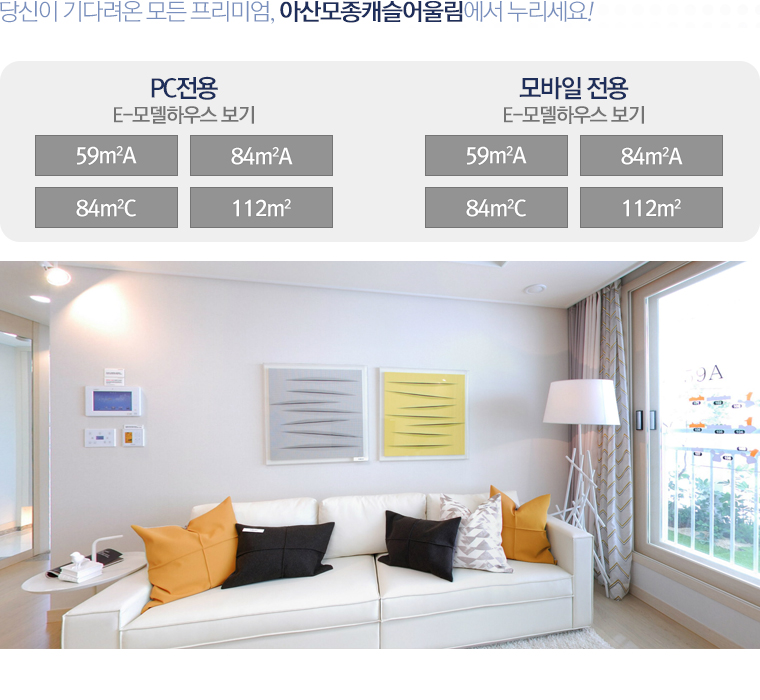 당신이 기다려온 모든 프리미엄, 아산모종캐슬어울림에서 누리세요!
PC전용
E-모델하우스 보기
59m²A
84m²A
84m²C
112m²
모바일 전용
E-모델하우스 보기
59m²A
84m²A
84m²C
112m²
59A